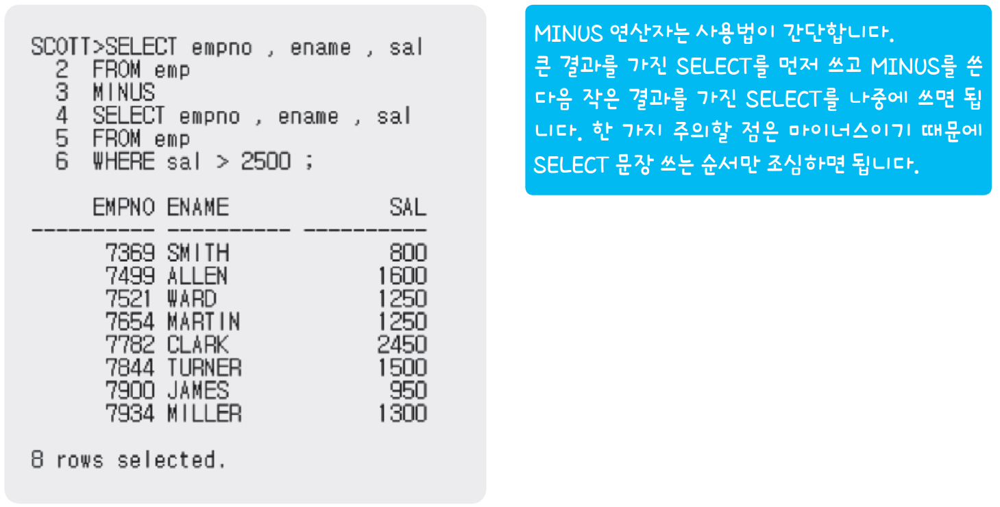 SCOTT>SELECT empno , ename , sal
2 FROM emp
3 MINUS
4 SELECT empno , ename , sal
5 FROM emp
6 WHERE sal > 2500 ;
EMPNO ENAME SAL
---------- ---------- ----------
7369 SMITH 800
7499 ALLEN 1600
7521 WARD 1250
7654 MARTIN 1250
7782 CLARK 2450
7844 TURNER 1500
7900 JAMES 950
7934 MILLER 1300
8 rows selected.
MINUS 연산자는 사용법이 간단합니다.
큰 결과를 가진 SELECT를 먼저 쓰고 MINUS를 쓴
다음 작은 결과를 가진 SELECT를 나중에 쓰면 됩
니다. 한 가지 주의할 점은 마이너스이기 때문에
SELECT 문장 쓰는 순서만 조심하면 됩니다.